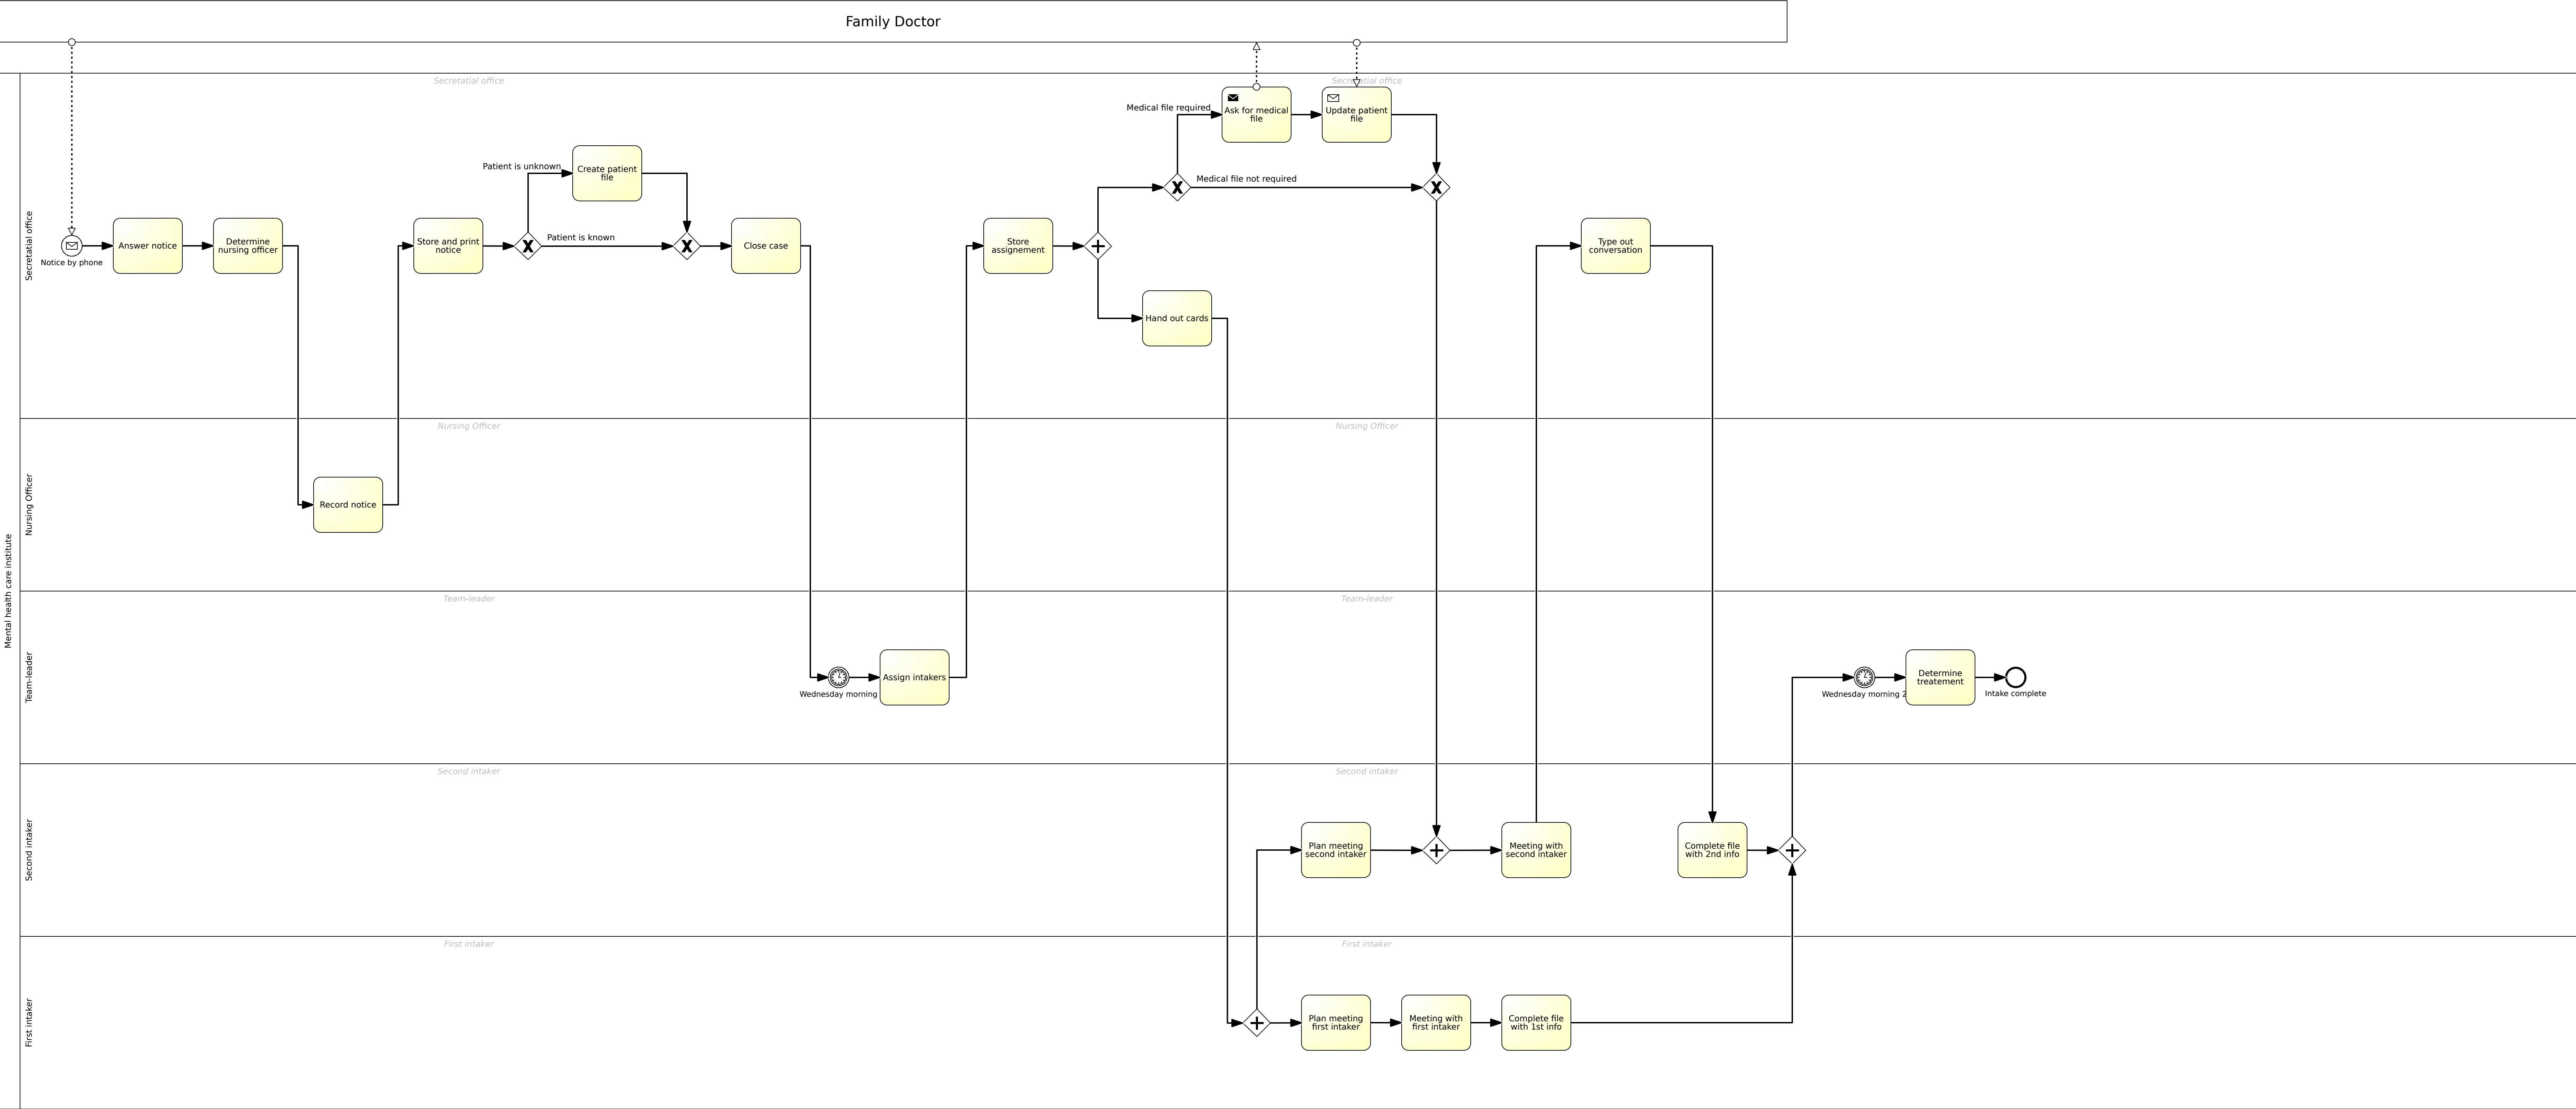 Family Doctor
Mental health care institute
Secretatial office
Secretatial office
Secretatial office
Notice by phone
Answer notice
Determine
nursing officer
Store and print
notice
Patient is unknown
Create patient
file
Patient is known
Close case
Store
assignement
Medical file required
Ask for medical
file
Update patient
file
Medical file not required
Hand out cards
Type out
conversation
Nursing Officer
Nursing Officer
Nursing Officer
Record notice
Team-leader
Team-leader
Team-leader
Wednesday morning
Assign intakers
Wednesday morning 2
Determine
treatement
Intake complete
Second intaker
Second intaker
Second intaker
Plan meeting
second intaker
Meeting with
second intaker
Complete file
with 2nd info
First intaker
First intaker
First intaker
Plan meeting
first intaker
Meeting with
first intaker
Complete file
with 1st info